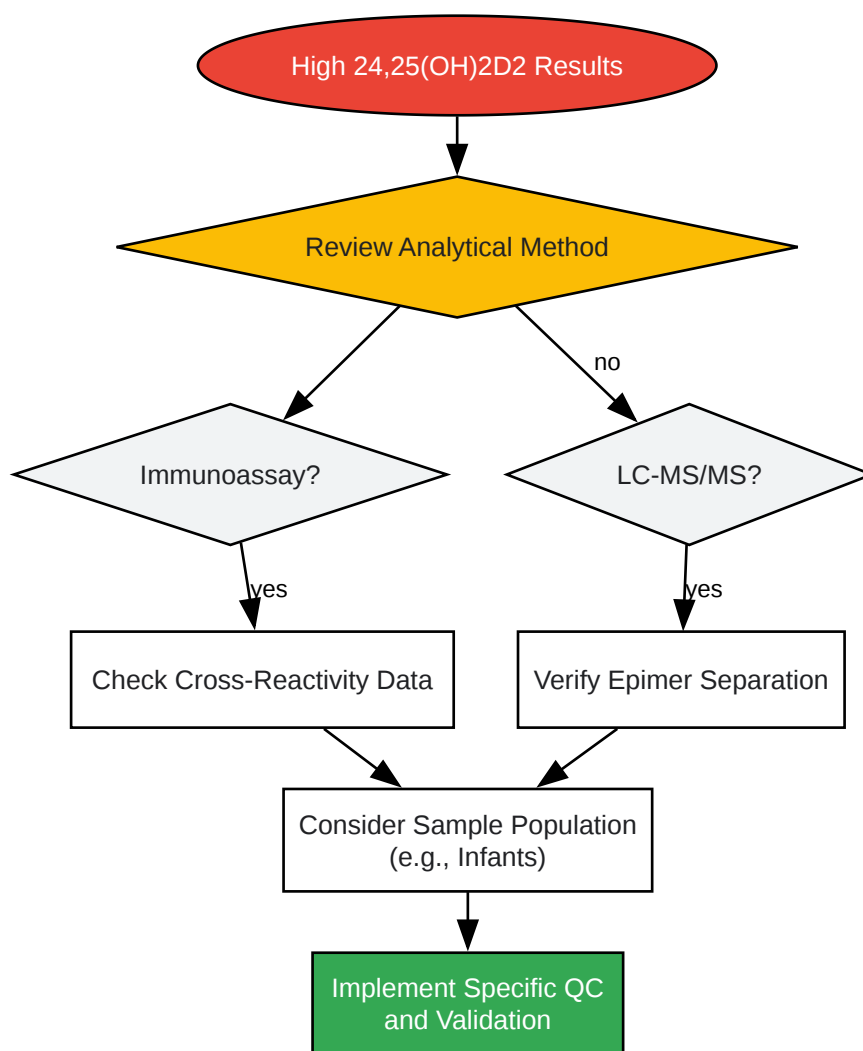 High 24,25(OH)2D2 Results
Review Analytical Method
no
Immunoassay?
LC-MS/MS?
yes
yes
Check Cross-Reactivity Data
Verify Epimer Separation
Consider Sample Population
(e.g., Infants)
Implement Specific QC
and Validation